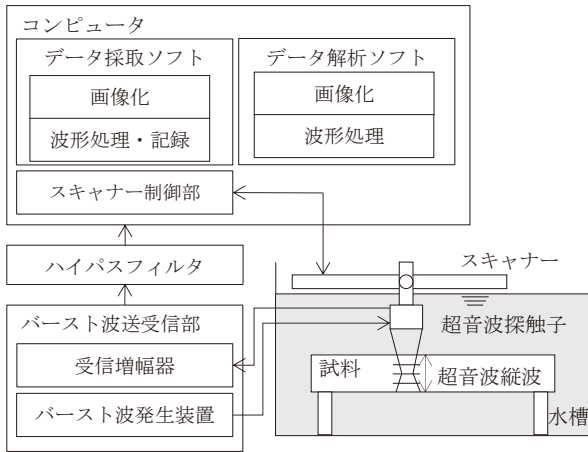 コンピュータ
データ採取ソフト
画像化
波形処理・記録
データ解析ソフト
画像化
波形処理
スキャナー制御部
ハイパスフィルタ
バースト波送受信部
受信増幅器
バースト波発生装置
スキャナー
超音波探触子
試料
超音波縦波
水槽